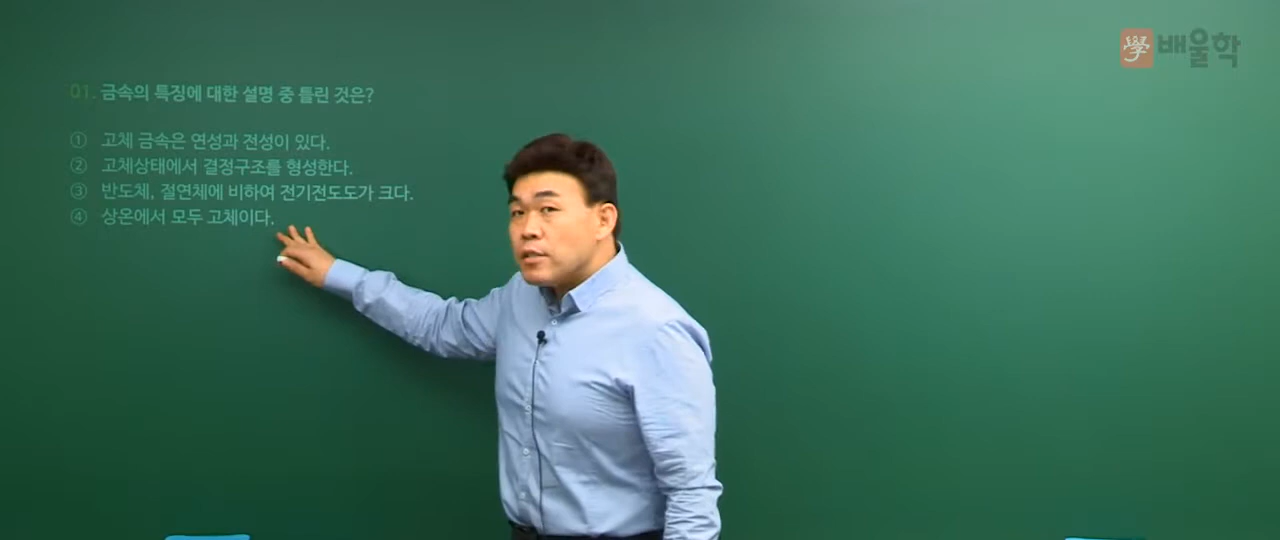 學 배울학
01. 금속의 특징에 대한 설명 중 틀린 것은?
① 고체 금속은 연성과 전성이 있다.
② 고체상태에서 결정구조를 형성한다.
③ 반도체, 절연체에 비하여 전기전도도가 크다.
④ 상온에서 모두 고체이다.